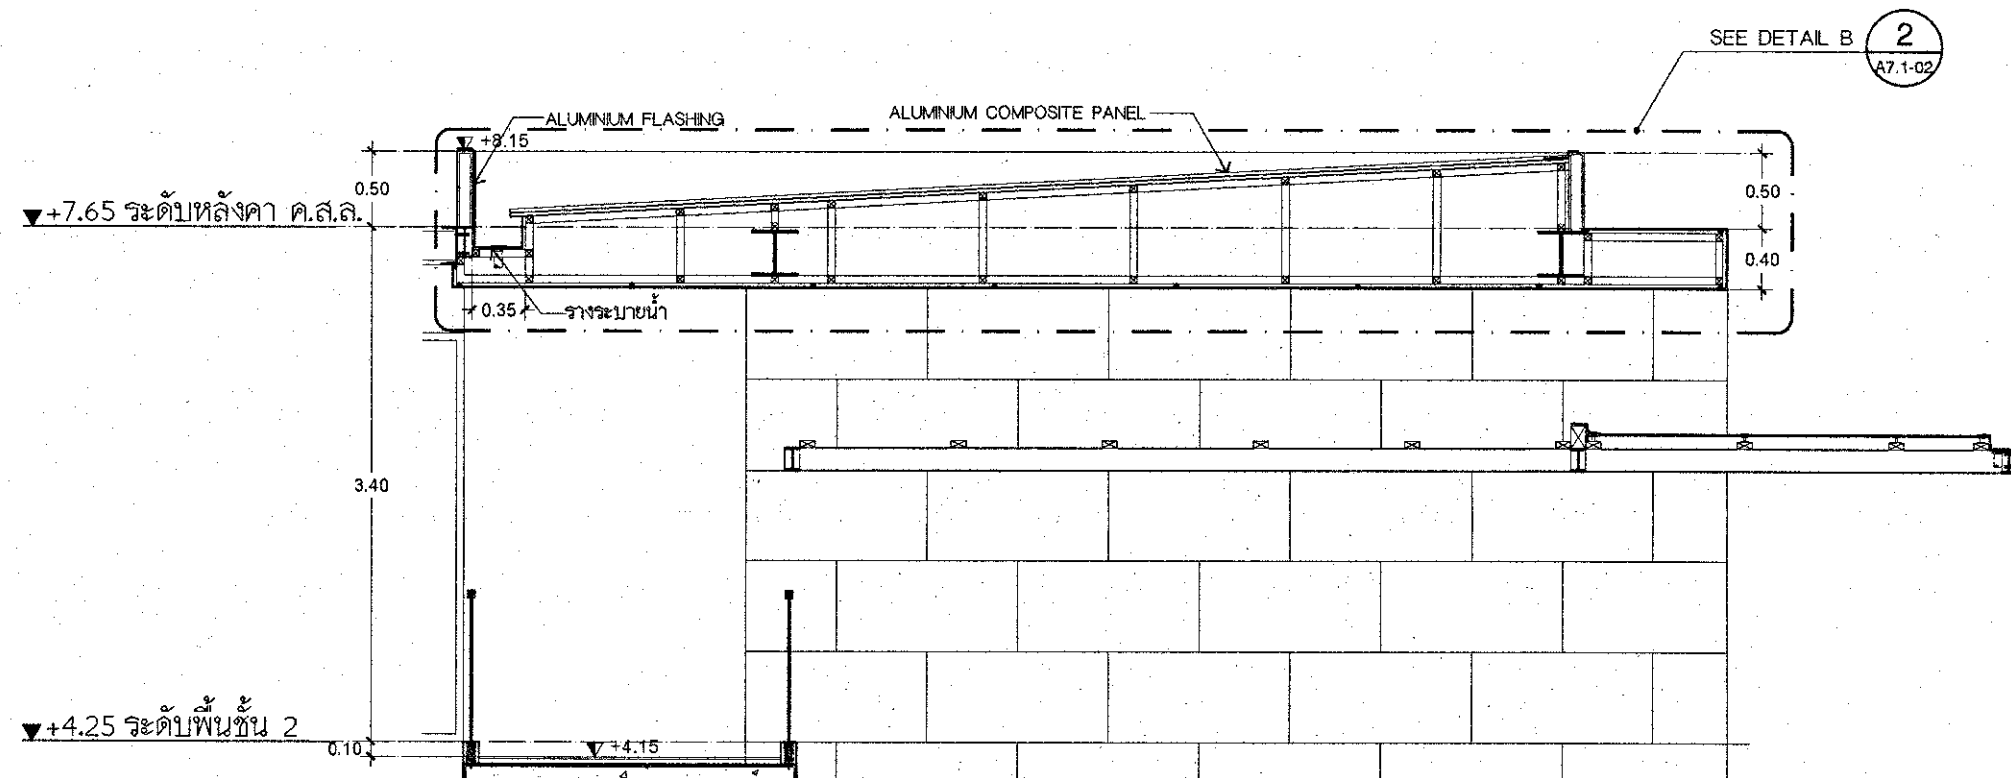 SEE DETAIL B
2
A7.1-02
ALUMINIUM FLASHING
ALUMINIUM COMPOSITE PANEL
+8.15
0.50
0.50
+7.65 ระดับหลังคา ค.ส.ล.
0.40
0.35
รางระบายน้ำ
3.40
+4.25 ระดับพื้นชั้น 2
0.10
+4.15